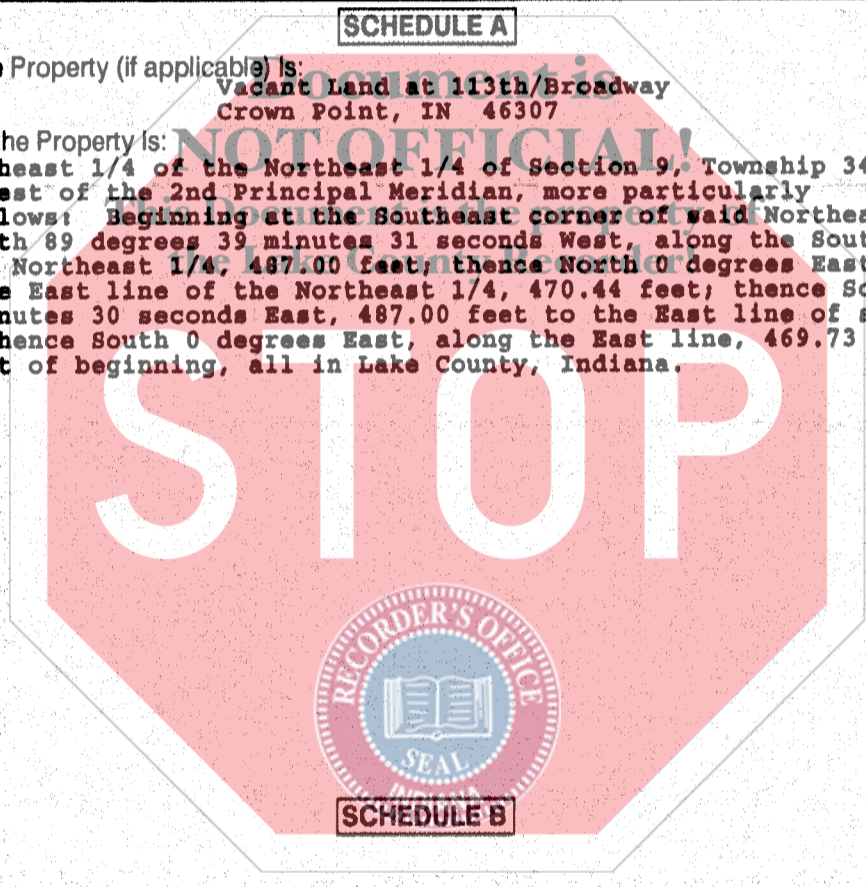 SCHEDULE A
Property (if applicable) Is:
Vacant Land at 113th/Broadway
Crown Point, IN 46307
the Property Is:
heast 1/4 of the Northeast 1/4 of Section 9, Township 34
est of the 2nd Principal Meridian, more particularly
lows: Beginning at the Southeast corner of said Northea
th 89 degrees 39 minutes 31 seconds West, along the Sout
Northeast 1/4, 487.00 feet; thence North 0 degrees East
e East line of the Northeast 1/4, 470.44 feet; thence So
nutes 30 seconds East, 487.00 feet to the East line of s
hence South 0 degrees East, along the East line, 469.73
t of beginning, all in Lake County, Indiana.
Document is
NOT OFFICIAL!
This Document is the property of
the Lake County Recorder!
STOP
RECORDER'S OFFICE
SEAL
INDIANA
SCHEDULE B